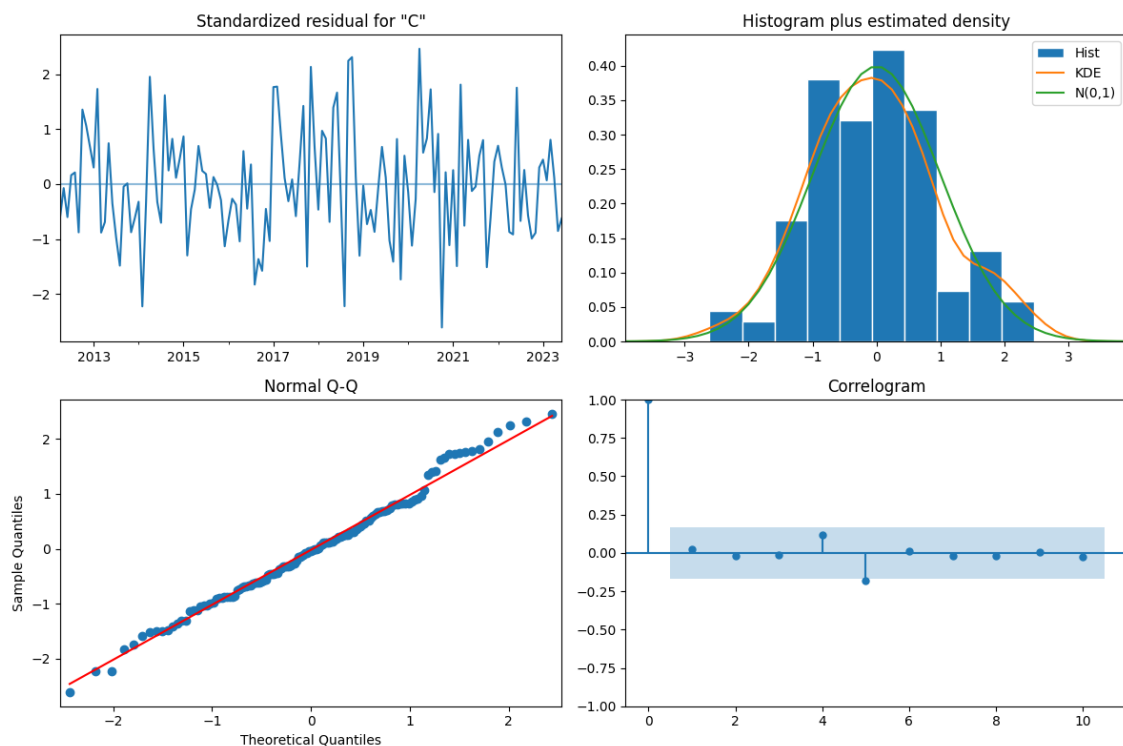 Standardized residual for "C"
2
1
0
−1
−2
2013 2015 2017 2019 2021 2023
Histogram plus estimated density
Hist
KDE
N(0,1)
0.40
0.35
0.30
0.25
0.20
0.15
0.10
0.05
0.00
−3 −2 −1 0 1 2 3
Normal Q-Q
Sample Quantiles
2
1
0
−1
−2
−2 −1 0 1 2
Theoretical Quantiles
Correlogram
1.00
0.75
0.50
0.25
0.00
−0.25
−0.50
−0.75
−1.00
0 2 4 6 8 10